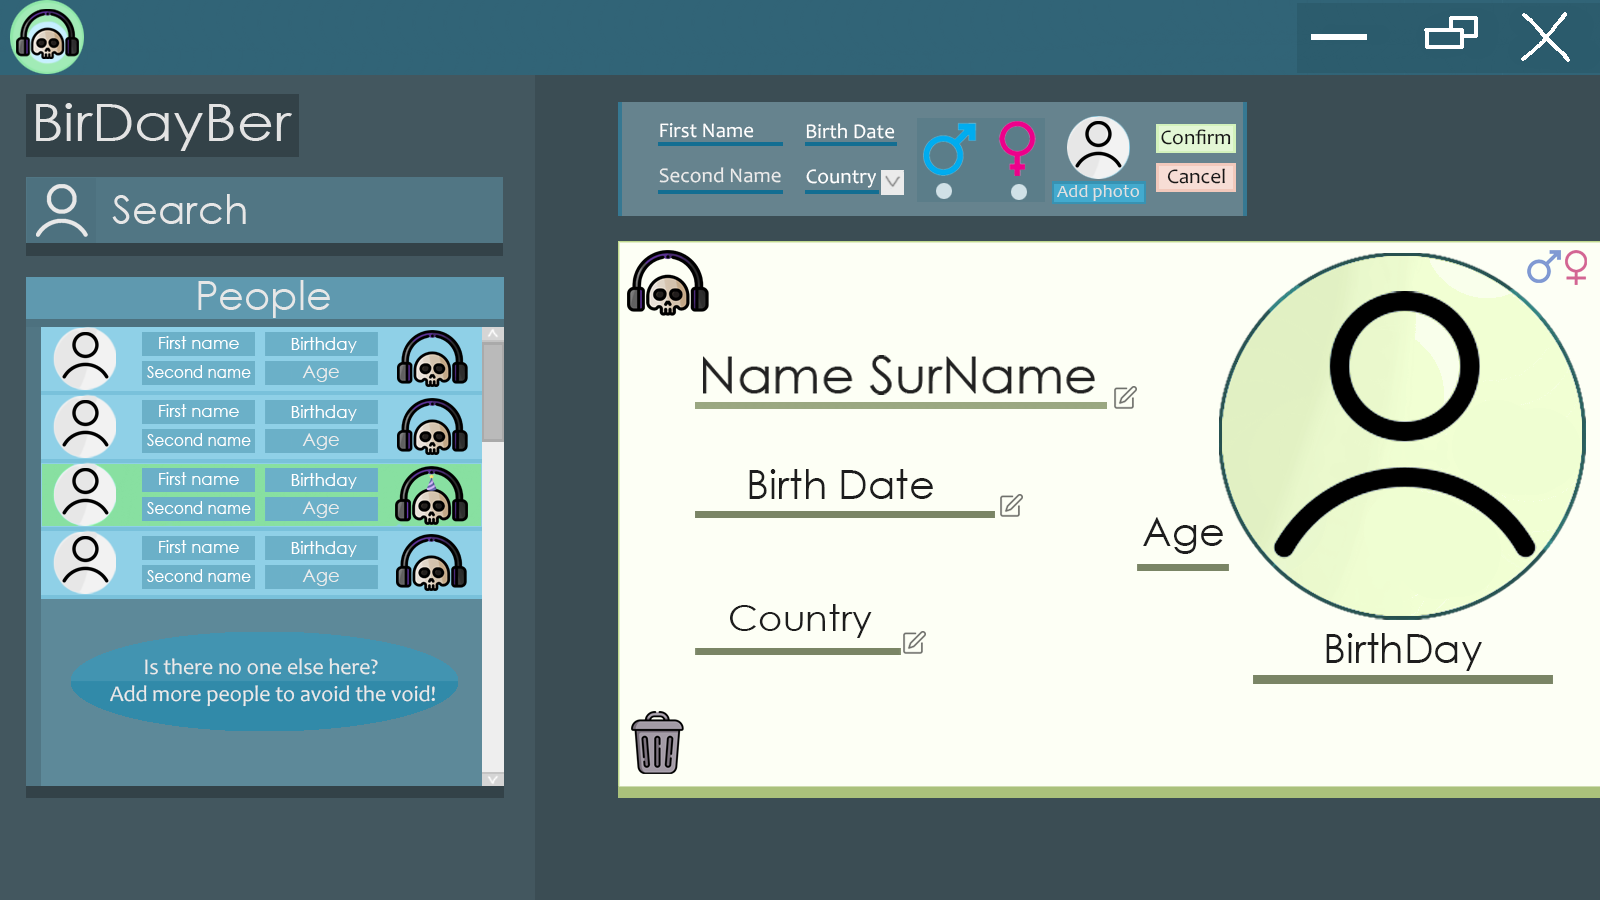 BirDayBer
Search
People
First name Birthday
Second name Age
First name Birthday
Second name Age
First name Birthday
Second name Age
First name Birthday
Second name Age
Is there no one else here?
Add more people to avoid the void!
First Name Birth Date
Second Name Country
Add photo
Confirm
Cancel
Name SurName
Birth Date
Age
Country
BirthDay